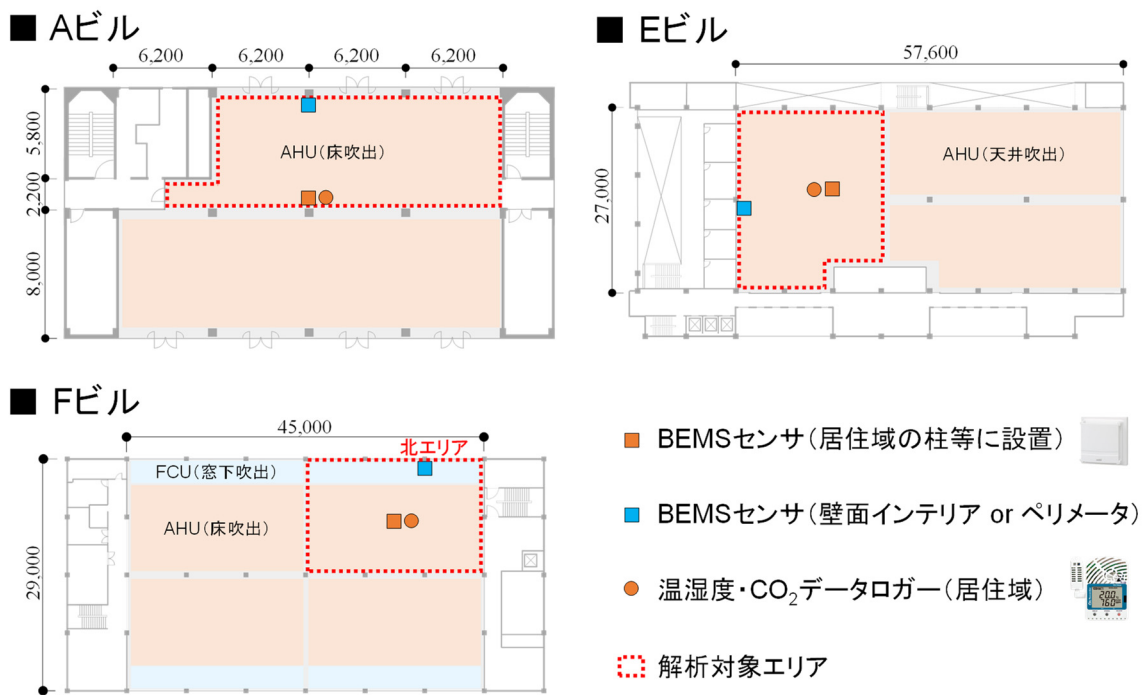 ■ Aビル
6,200 6,200 6,200 6,200
5,800
2,200
8,000
AHU(床吹出)
■ Eビル
57,600
27,000
AHU(天井吹出)
■ Fビル
45,000
北エリア
29,000
FCU(窓下吹出)
AHU(床吹出)
BEMSセンサ(居住域の柱等に設置)
BEMSセンサ(壁面インテリア or ペリメータ)
温湿度・CO₂データロガー(居住域)
20.0
76.0
解析対象エリア